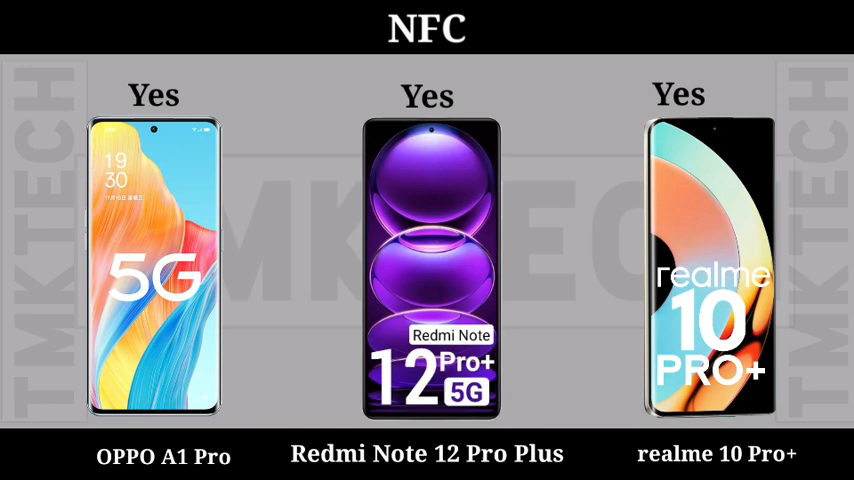 NFC
Yes
Yes
Yes
TMKTECH
TMKTECH
TMKTECH
19
30
5G
Redmi Note
12 Pro+
5G
realme
10
PRO+
OPPO A1 Pro
Redmi Note 12 Pro Plus
realme 10 Pro+